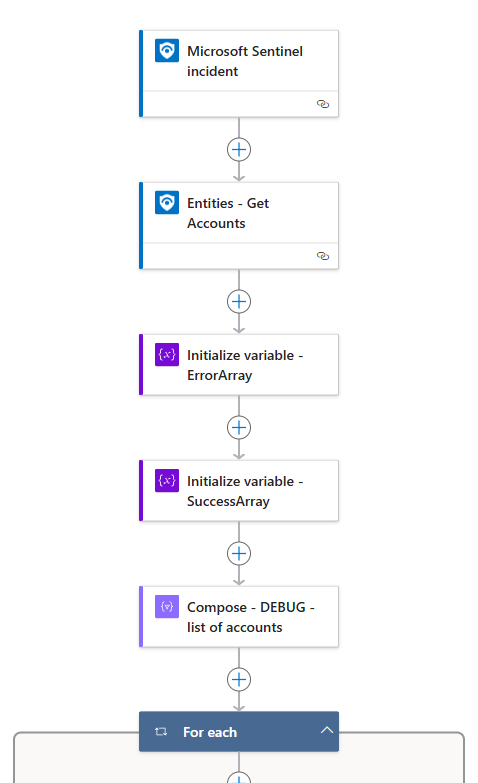 Microsoft Sentinel
incident
Entities - Get
Accounts
{x}
Initialize variable -
ErrorArray
{x}
Initialize variable -
SuccessArray
Compose - DEBUG -
list of accounts
For each